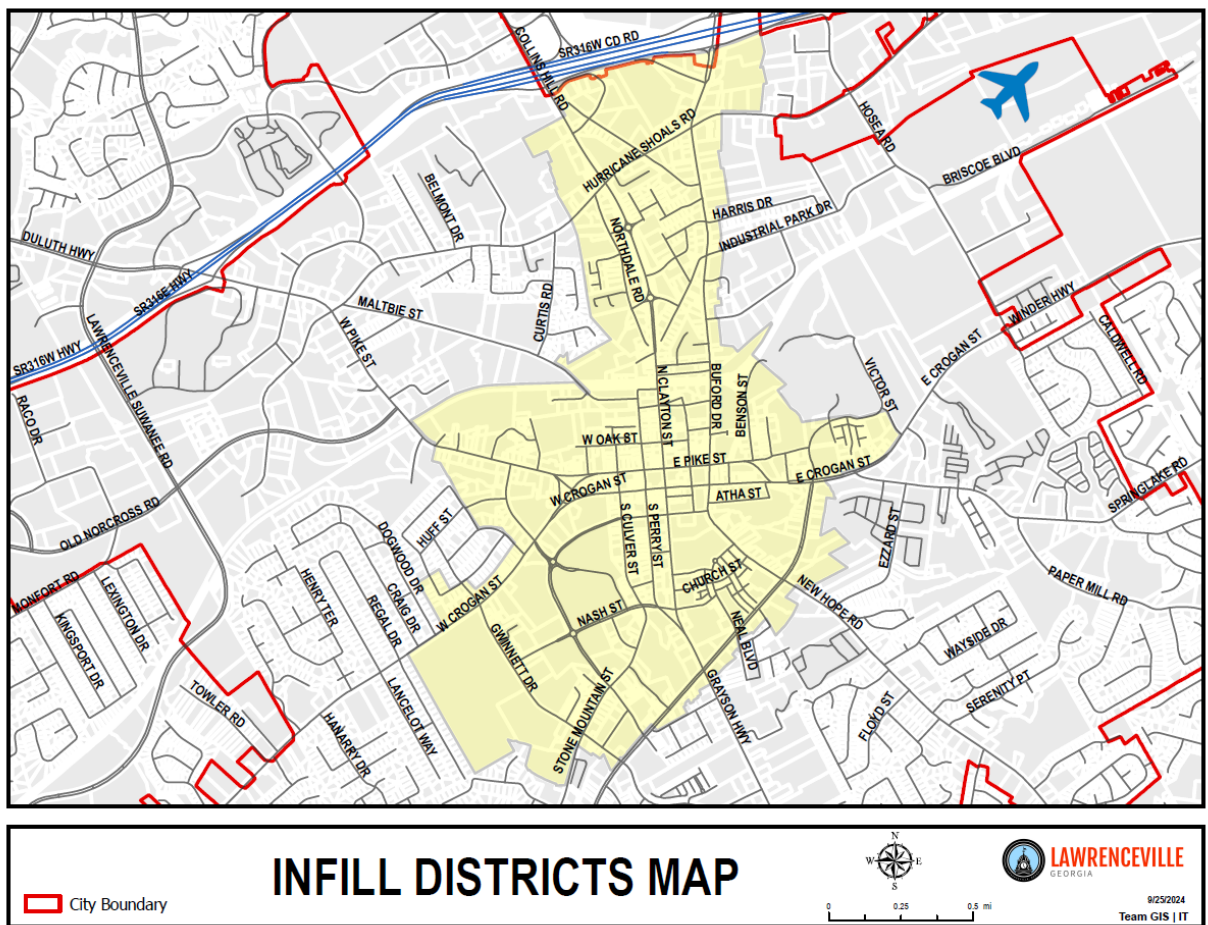 COLLINS HILL RD
SR316W CD RD
HURRICANE SHOALS RD
HOSEA RD
BRISCOE BLVD
BELMONT DR
HARRIS DR
INDUSTRIAL PARK DR
NORTHDALE RD
DULUTH HWY
SR316E HWY
MALTBIE ST
CURTIS RD
WINDER HWY
SR316W HWY
LAWRENCEVILLE SUWANEE RD
W PIKE ST
E CROGAN ST
CALDWELL RD
VICTOR ST
RACO DR
N CLAYTON ST
BUFORD DR
BENSON ST
W OAK ST
E PIKE ST
E CROGAN ST
W CROGAN ST
ATHA ST
SPRINGLAKE RD
OLD NORCROSS RD
HUFF ST
DOGWOOD DR
S CULVER ST
S PERRY ST
EZZARD ST
MONFORT RD
LEXINGTON DR
KINGSPORT DR
HENRY TER
CRAIG DR
REGAL DR
W CROGAN ST
CHURCH ST
NEW HOPE RD
PAPER MILL RD
NASH ST
GWINNETT DR
NEAL BLVD
WAYSIDE DR
TOWLER RD
HANARRY DR
LANCELOT WAY
STONE MOUNTAIN ST
GRAYSON HWY
FLOYD ST
SERENITY PT
INFILL DISTRICTS MAP
City Boundary
N
W E
S
0 0.25 0.5 mi
LAWRENCEVILLE
GEORGIA
9/25/2024
Team GIS | IT